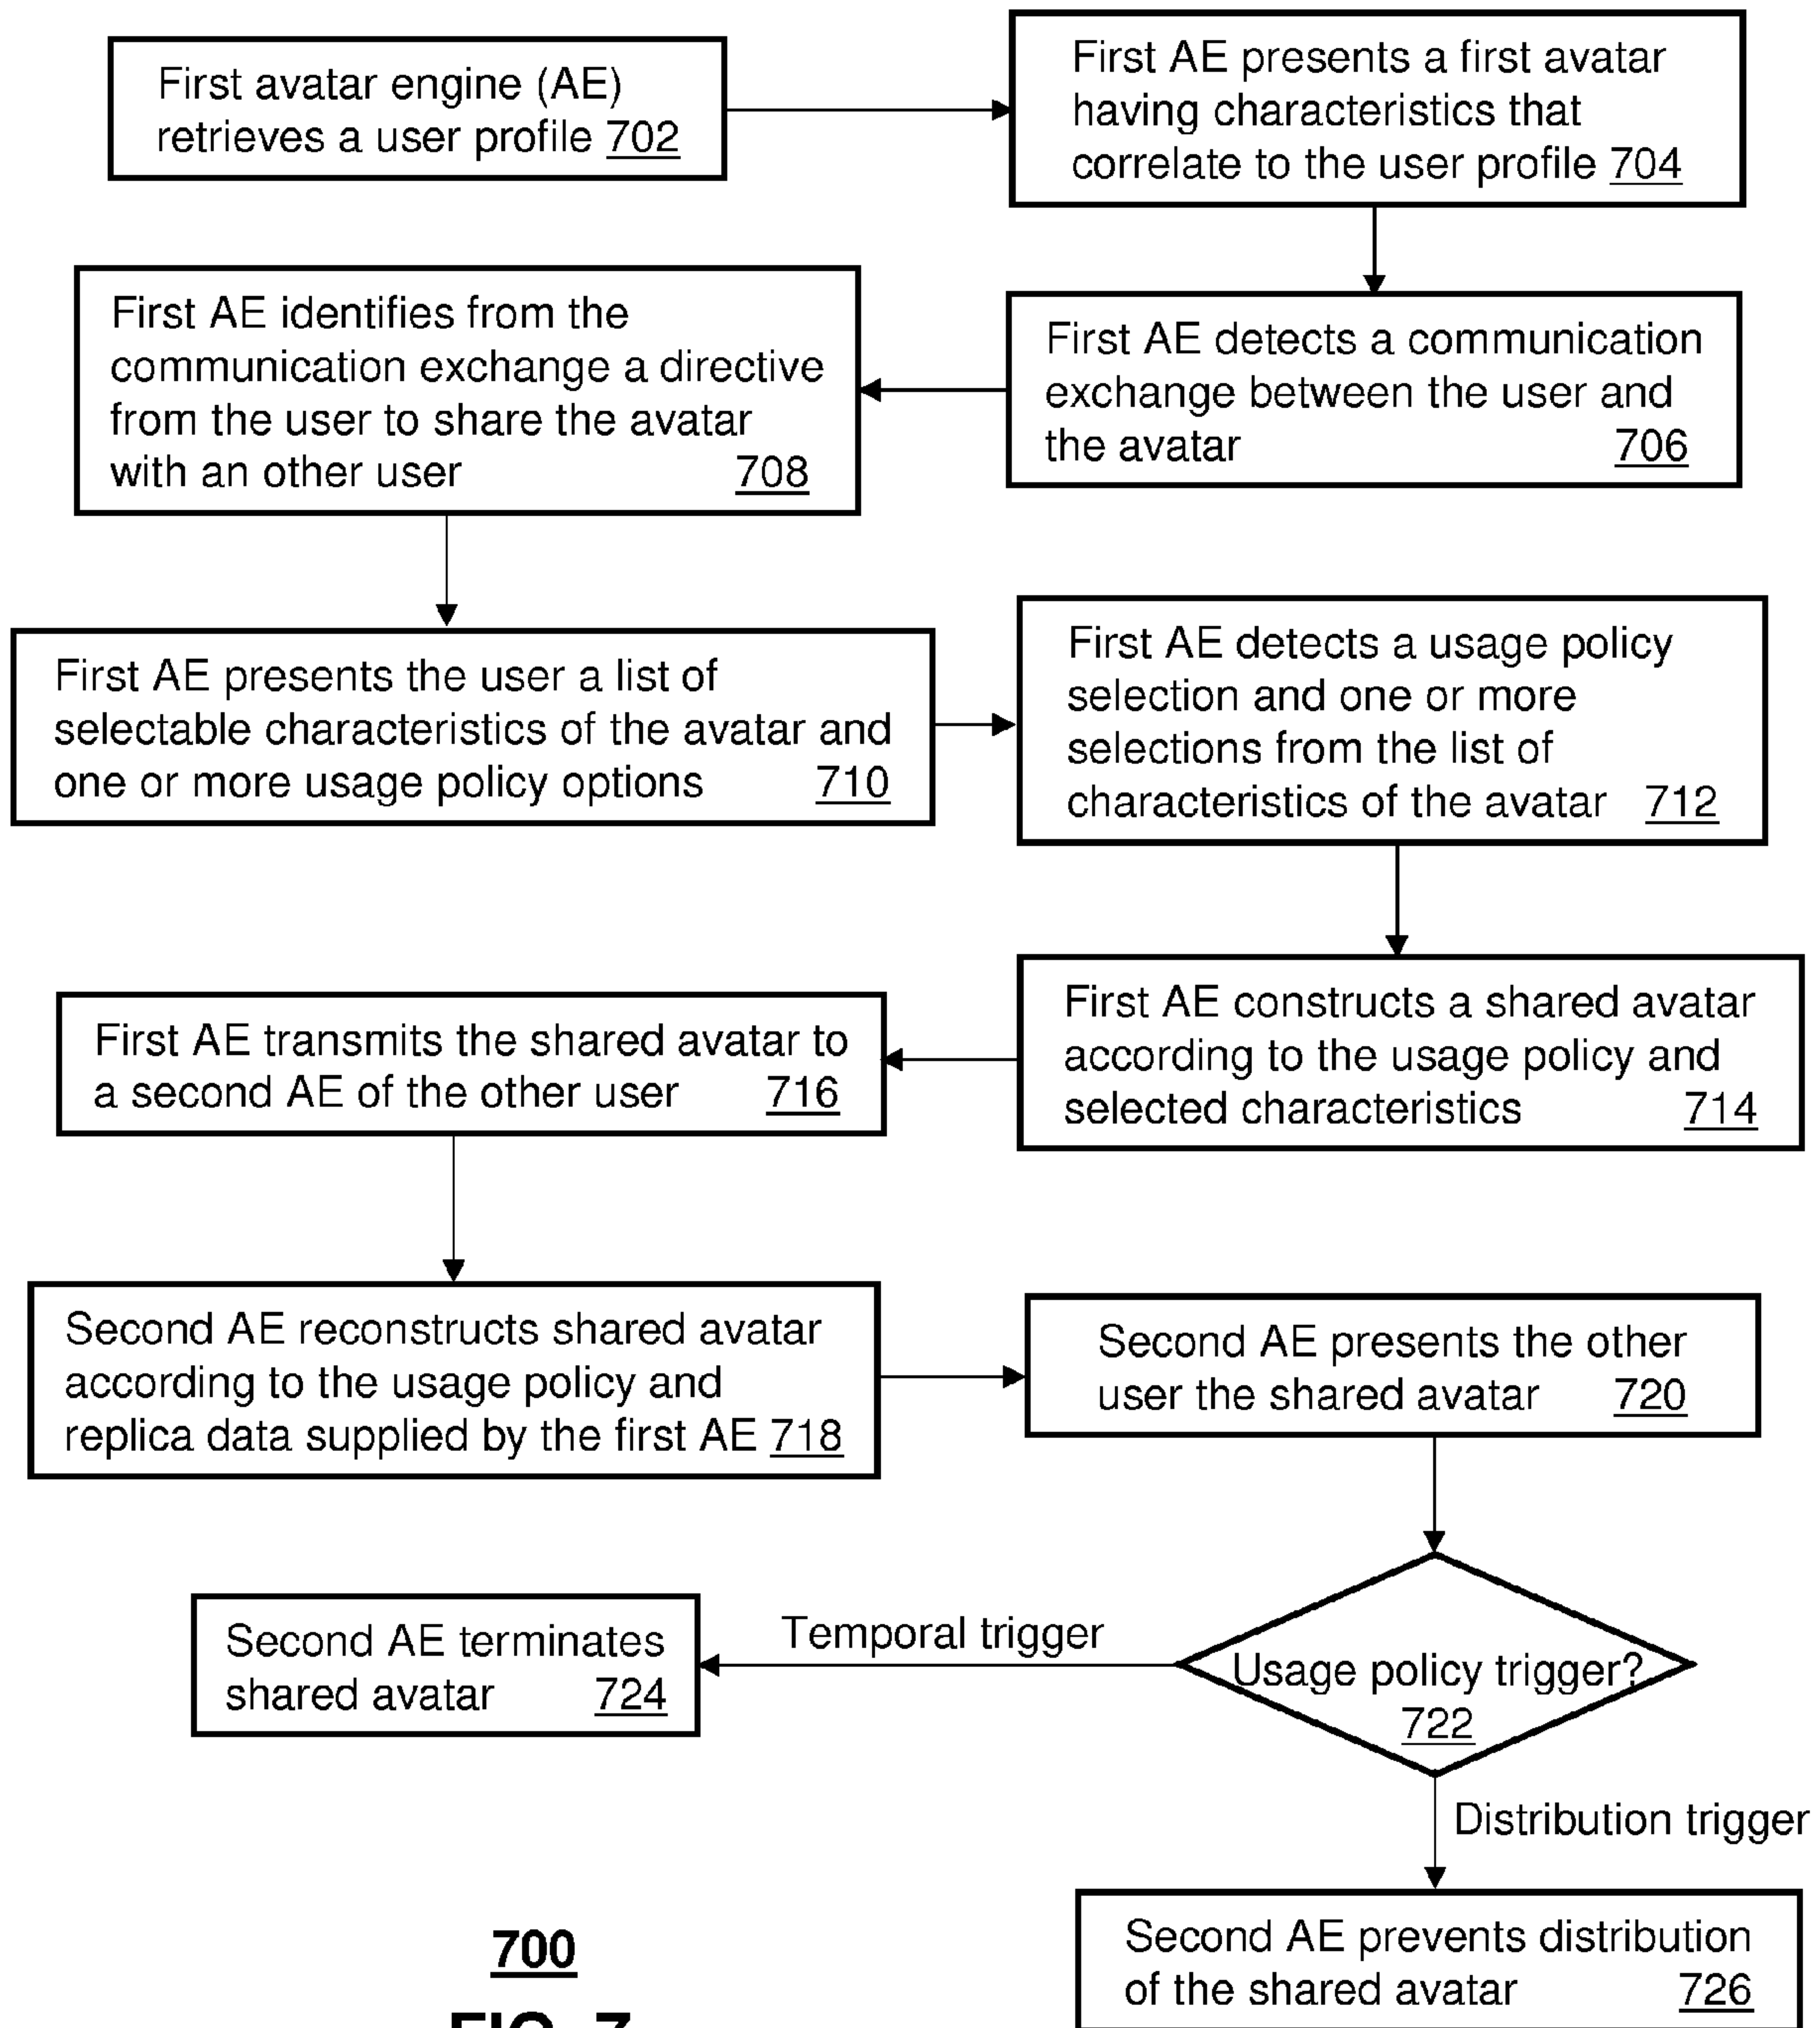 First avatar engine (AE)
retrieves a user profile 702
First AE presents a first avatar
having characteristics that
correlate to the user profile 704
First AE detects a communication
exchange between the user and
the avatar 706
First AE identifies from the
communication exchange a directive
from the user to share the avatar
with an other user 708
First AE presents the user a list of
selectable characteristics of the avatar and
one or more usage policy options 710
First AE detects a usage policy
selection and one or more
selections from the list of
characteristics of the avatar 712
First AE constructs a shared avatar
according to the usage policy and
selected characteristics 714
First AE transmits the shared avatar to
a second AE of the other user 716
Second AE reconstructs shared avatar
according to the usage policy and
replica data supplied by the first AE 718
Second AE presents the other
user the shared avatar 720
Usage policy trigger?
722
Temporal trigger
Second AE terminates
shared avatar 724
Distribution trigger
Second AE prevents distribution
of the shared avatar 726
700
FIG. 7